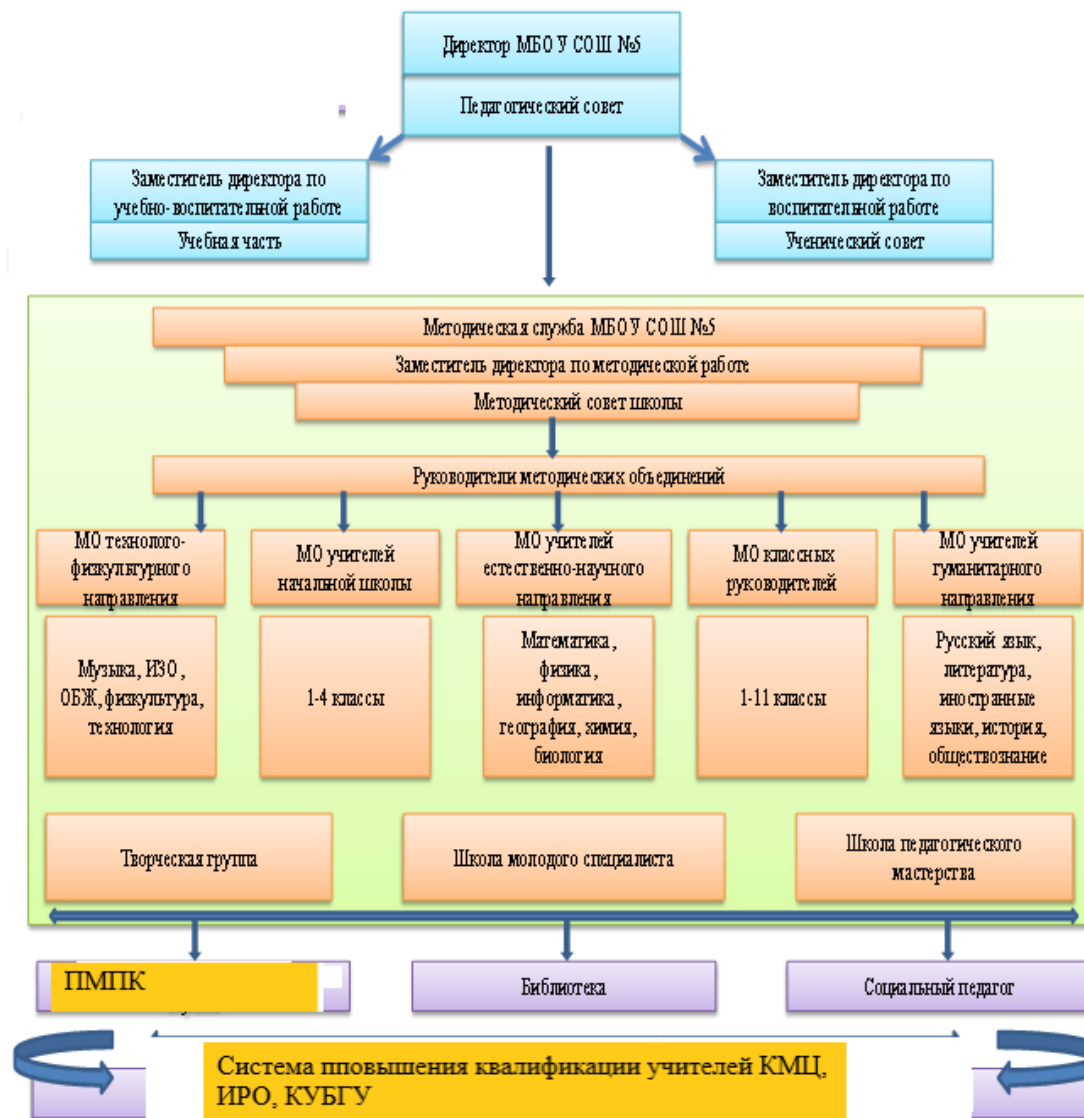 Директор МБОУ СОШ №5
Педагогический совет
Заместитель директора по
учебно-воспитательной работе
Учебная часть
Заместитель директора по
воспитательной работе
Ученический совет
Методическая служба МБОУ СОШ №5
Заместитель директора по методической работе
Методический совет школы
Руководители методических объединений
МО технолого-
физкультурного
направления
МО учителей
начальной школы
МО учителей
естественно-научного
направления
МО классных
руководителей
МО учителей
гуманитарного
направления
Музыка, ИЗО,
ОБЖ, физкультура,
технология
1-4 классы
Математика,
физика,
информатика,
география, химия,
биология
1-11 классы
Русский язык,
литература,
иностранные
языки, история,
обществознание
Творческая группа
Школа молодого специалиста
Школа педагогического
мастерства
ПМПК
Библиотека
Социальный педагог
Система пповышения квалификации учителей КМЦ,
ИРО, КУБГУ